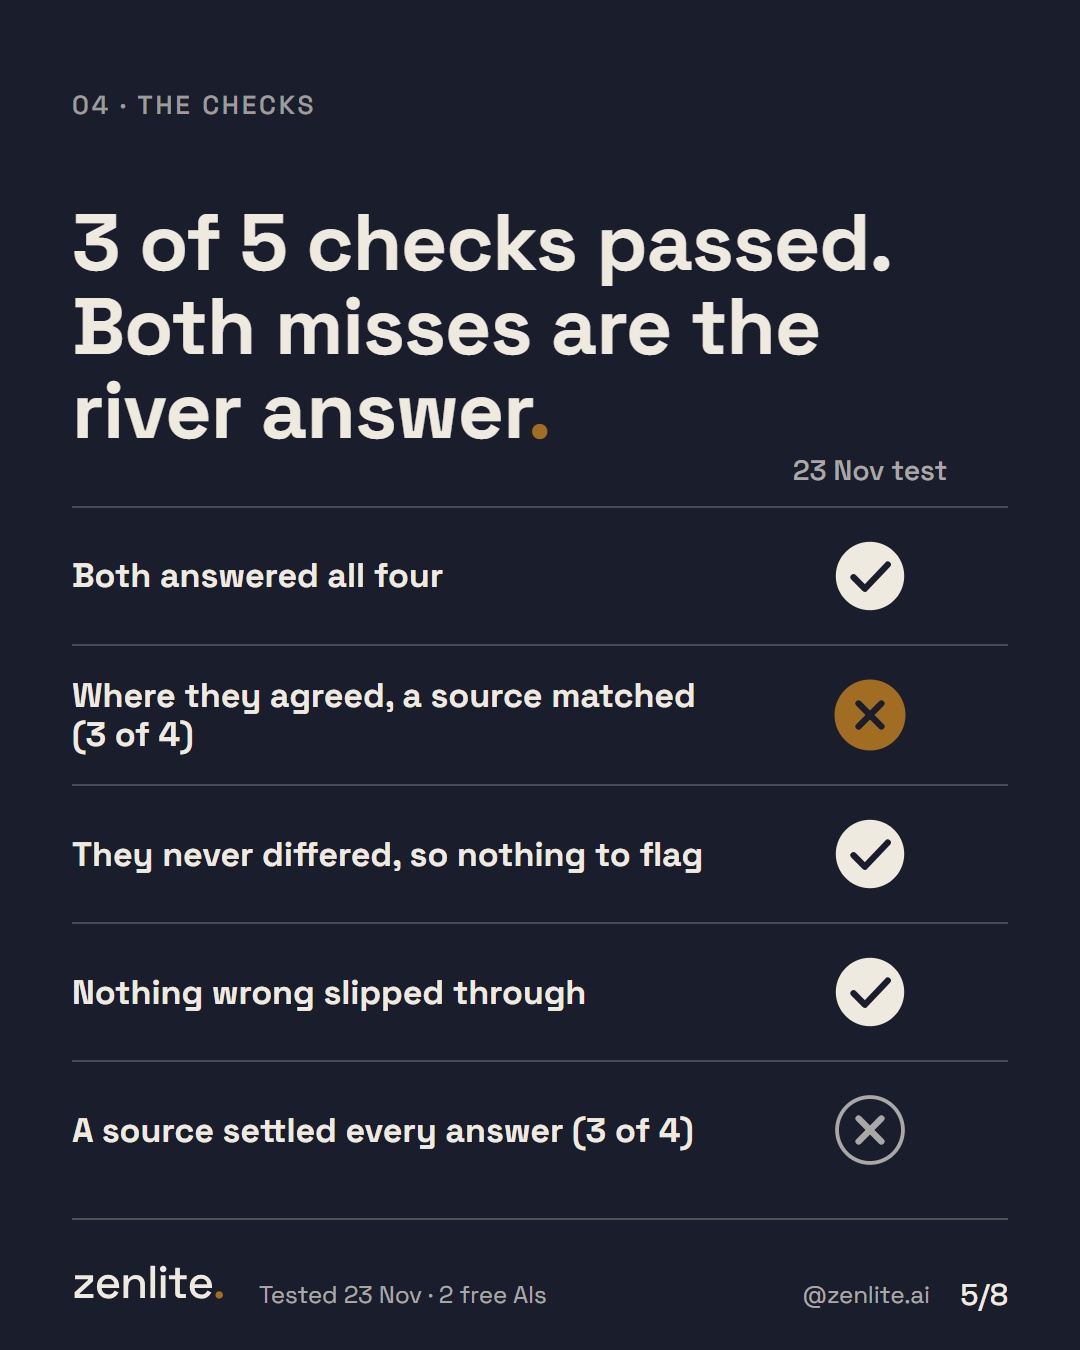 04 · THE CHECKS
3 of 5 checks passed.
Both misses are the
river answer.
23 Nov test
Both answered all four
Where they agreed, a source matched
(3 of 4)
They never differed, so nothing to flag
Nothing wrong slipped through
A source settled every answer (3 of 4)
zenlite.
Tested 23 Nov · 2 free AIs
@zenlite.ai
5/8